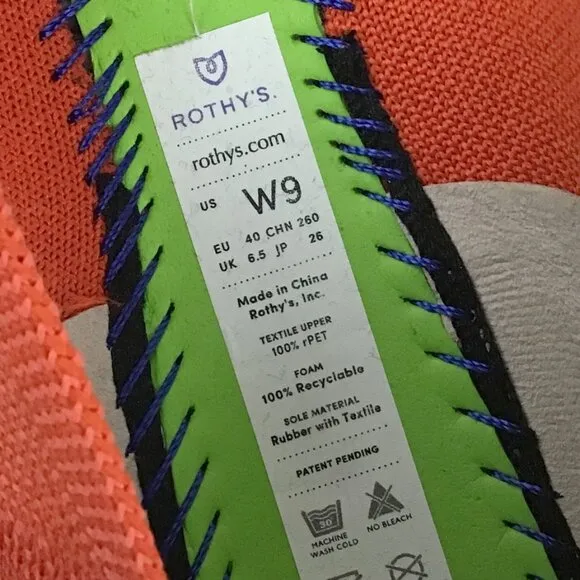 ROTHY'S.
rothys.com
US W9
EU 40 CHN 260
UK 6.5 JP 26
Made in China
Rothy's, Inc.
TEXTILE UPPER
100% rPET
FOAM
100% Recyclable
SOLE MATERIAL
Rubber with Textile
PATENT PENDING
30°
MACHINE
WASH COLD
NO BLEACH